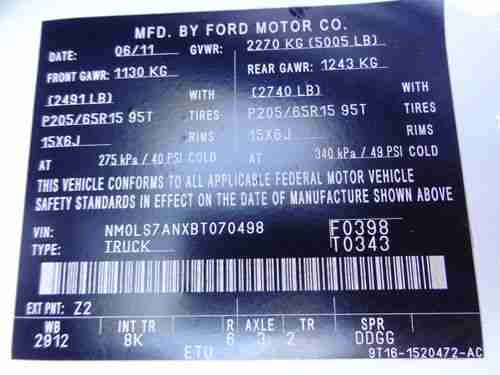 MFD. BY FORD MOTOR CO.
DATE: 06/11 GVWR: 2270 KG (5005 LB)
FRONT GAWR: 1130 KG REAR GAWR: 1243 KG
(2491 LB) WITH (2740 LB) WITH
P205/65R15 95T TIRES P205/65R15 95T TIRES
15X6J RIMS 15X6J RIMS
AT 275 kPa / 40 PSI COLD AT 340 kPa / 49 PSI COLD
THIS VEHICLE CONFORMS TO ALL APPLICABLE FEDERAL MOTOR VEHICLE
SAFETY STANDARDS IN EFFECT ON THE DATE OF MANUFACTURE SHOWN ABOVE
VIN: NM0LS7ANXBT070498 F0398
TYPE: TRUCK T0343
EXT PNT: Z2
WB INT TR R AXLE TR SPR
2912 8K 6 3 2 DDGG
ETO 9T16-1520472-AC